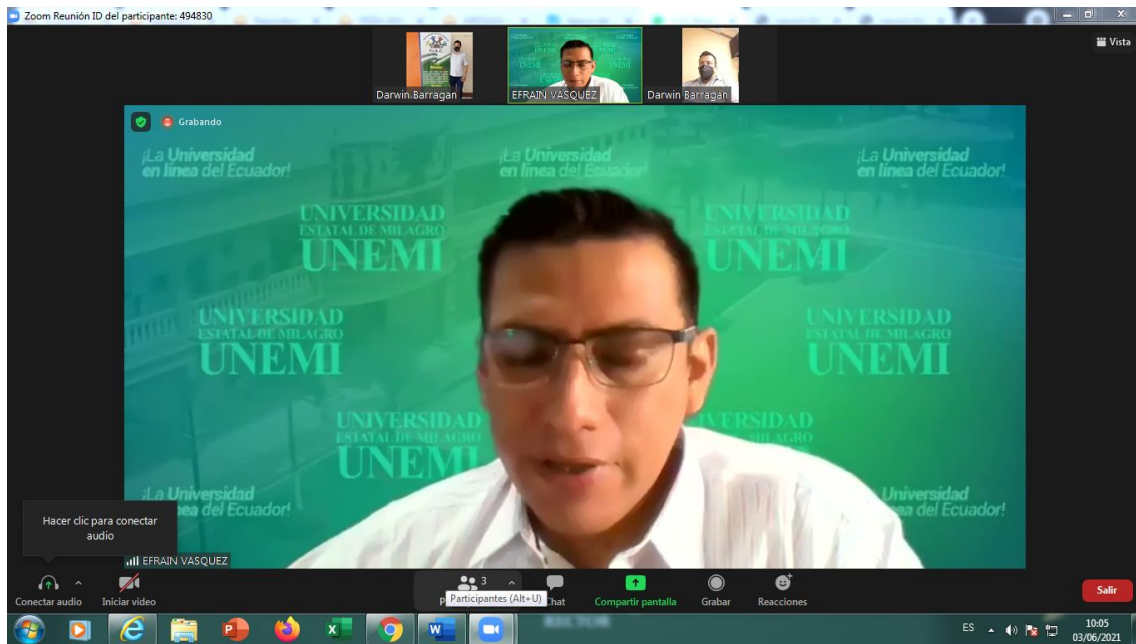 Zoom Reunión ID del participante: 494830
Vista
Darwin Barragan
EFRAIN VASQUEZ
Darwin Barragan
Grabando
¡La Universidad
en línea del Ecuador!
¡La Universidad
en línea del Ecuador!
¡La Universidad
en línea del Ecuador!
UNIVERSIDAD
ESTATAL DE MILAGRO
UNEMI
UNIVERSIDAD
ESTATAL DE MILAGRO
UNEMI
UNIVERSIDAD
ESTATAL DE MILAGRO
UNEMI
UNIVERSIDAD
ESTATAL DE MILAGRO
UNEMI
UNIVERSIDAD
ESTATAL DE MILAGRO
UNEMI
¡La Universidad
del Ecuador!
Universidad
del Ecuador!
Hacer clic para conectar
audio
EFRAIN VASQUEZ
Conectar audio
Iniciar video
3
Participantes (Alt+U)
Chat
Compartir pantalla
Grabar
Reacciones
Salir
RECTOR
ES
10:05
03/06/2021